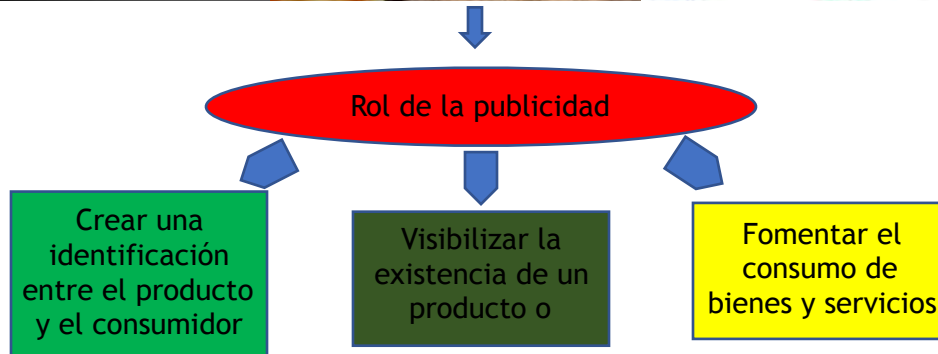 Rol de la publicidad
Crear una
identificación
entre el producto
y el consumidor
Visibilizar la
existencia de un
producto o
Fomentar el
consumo de
bienes y servicios